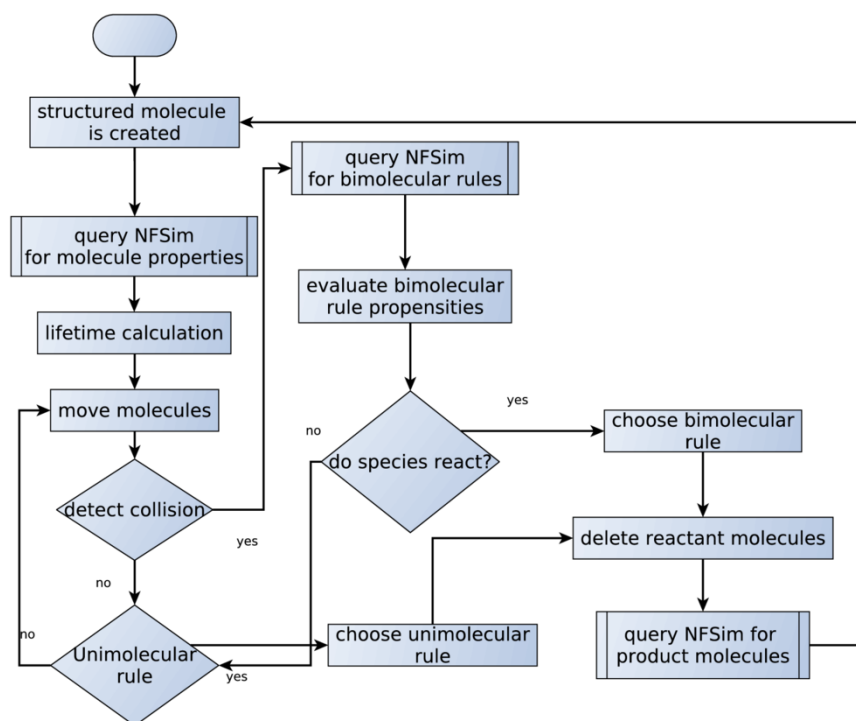 structured molecule
is created
query NFSim
for molecule properties
lifetime calculation
move molecules
detect collision
yes
no
Unimolecular
rule
no
yes
query NFSim
for bimolecular rules
evaluate bimolecular
rule propensities
do species react?
no
yes
choose unimolecular
rule
choose bimolecular
rule
delete reactant molecules
query NFSim for
product molecules